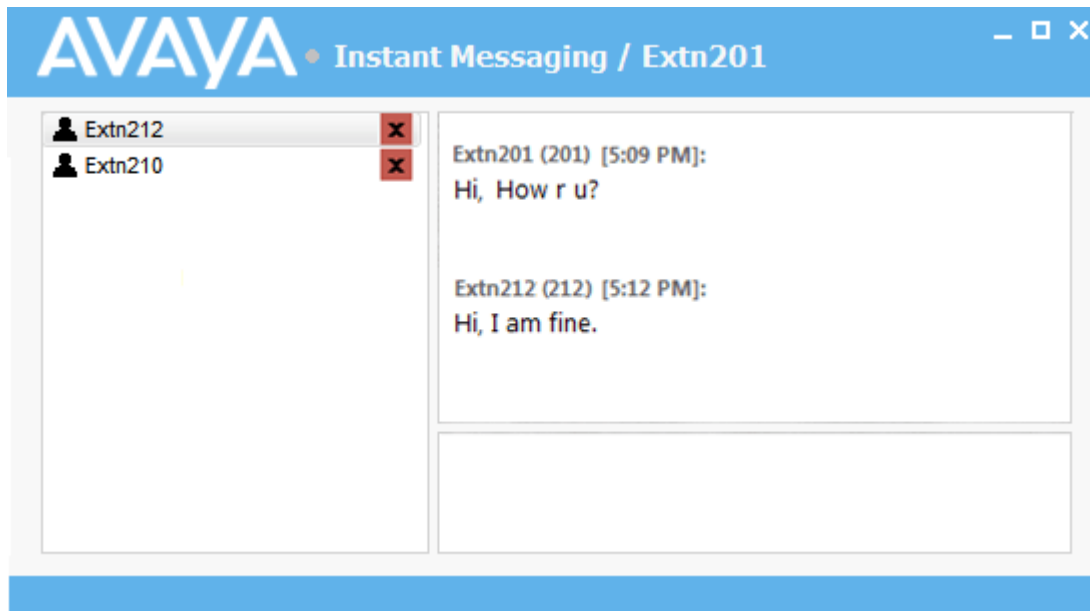 AVAYA
Instant Messaging / Extn201
Extn212
Extn210
Extn201 (201) [5:09 PM]:
Hi, How r u?
Extn212 (212) [5:12 PM]:
Hi, I am fine.